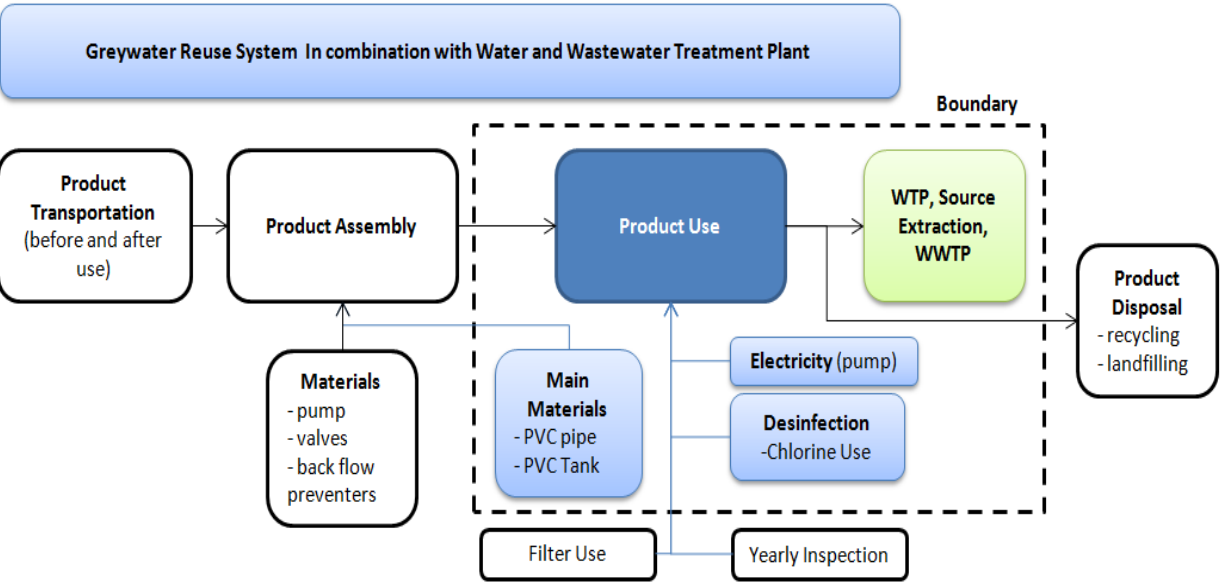 Greywater Reuse System In combination with Water and Wastewater Treatment Plant
Boundary
Product
Transportation
(before and after
use)
Product Assembly
Product Use
WTP, Source
Extraction,
WWTP
Product
Disposal
- recycling
- landfilling
Materials
- pump
- valves
- back flow
preventers
Main
Materials
- PVC pipe
- PVC Tank
Electricity (pump)
Desinfection
-Chlorine Use
Filter Use
Yearly Inspection